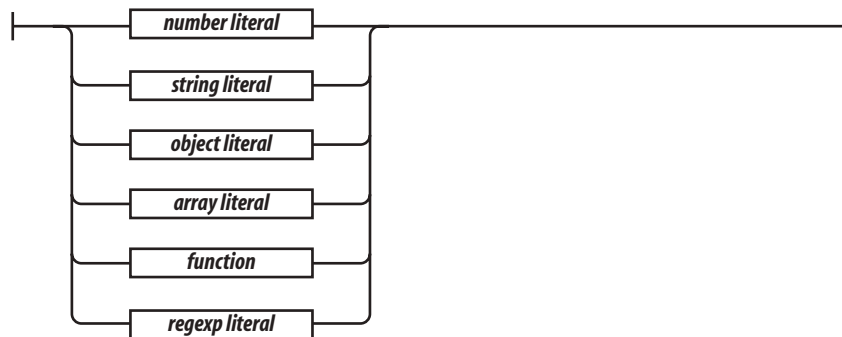 number literal
string literal
object literal
array literal
function
regexp literal